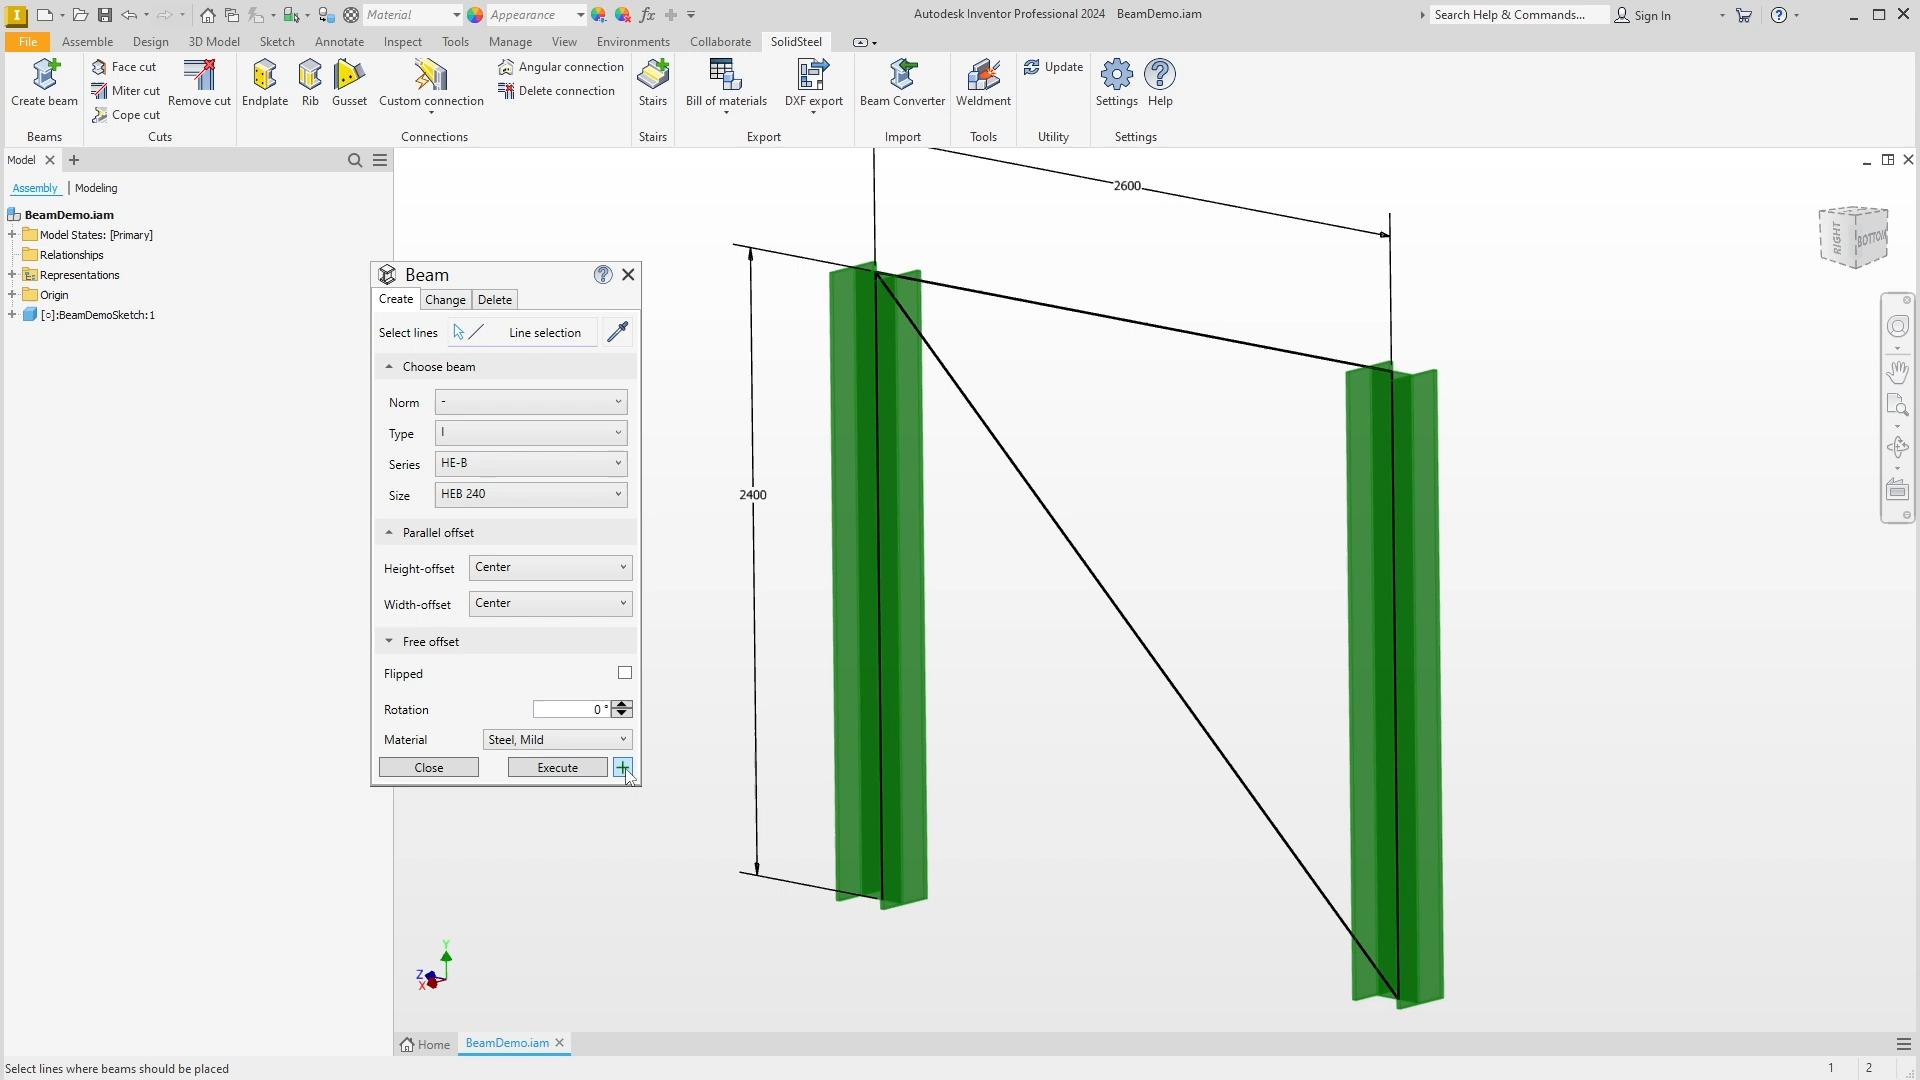 Material
Appearance
fx
Autodesk Inventor Professional 2024 BeamDemo.iam
Search Help & Commands...
Sign In
File Assemble Design 3D Model Sketch Annotate Inspect Tools Manage View Environments Collaborate SolidSteel
Create beam
Face cut
Miter cut
Cope cut
Remove cut
Endplate
Rib
Gusset
Custom connection
Angular connection
Delete connection
Stairs
Bill of materials
DXF export
Beam Converter
Weldment
Update
Settings
Help
Beams Cuts Connections Stairs Export Import Tools Utility Settings
Model
Assembly | Modeling
BeamDemo.iam
Model States: [Primary]
Relationships
Representations
Origin
[○]:BeamDemoSketch:1
Beam
Create Change Delete
Select lines Line selection
Choose beam
Norm -
Type I
Series HE-B
Size HEB 240
Parallel offset
Height-offset Center
Width-offset Center
Free offset
Flipped
Rotation 0 °
Material Steel, Mild
Close Execute
2600
2400
RIGHT
BOTTOM
Y
Z
X
Home BeamDemo.iam
Select lines where beams should be placed
1 2